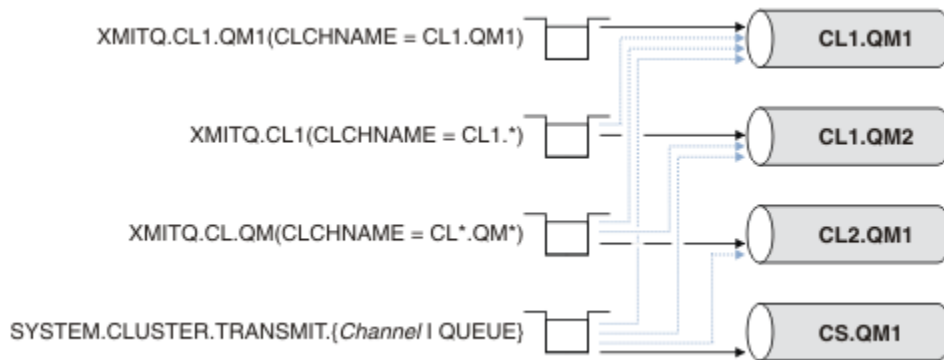 XMITQ.CL1.QM1(CLCHNAME = CL1.QM1)
CL1.QM1
XMITQ.CL1(CLCHNAME = CL1.*)
CL1.QM2
XMITQ.CL.QM(CLCHNAME = CL*.QM*)
CL2.QM1
SYSTEM.CLUSTER.TRANSMIT.{Channel I QUEUE}
CS.QM1